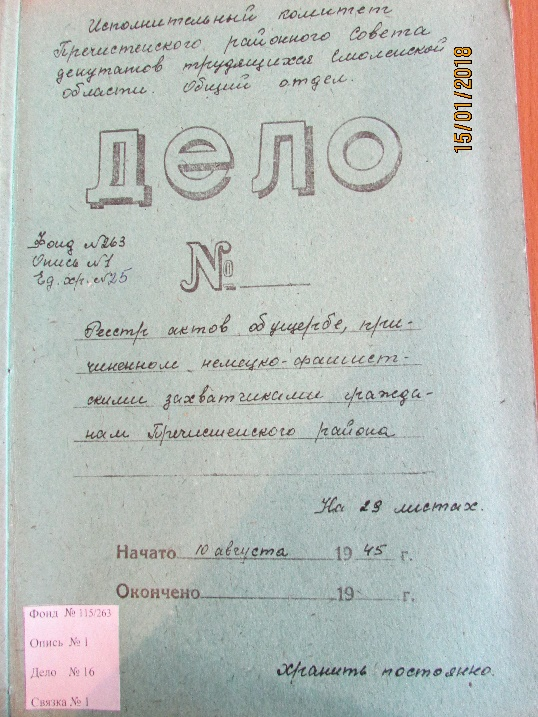 Исполнительный комитет
Пречистенского районного Совета
депутатов трудящихся Смоленской
области. Общий отдел.
15/01/2018
ДЕЛО
Фонд №263
Опись №1
Ед. хр. №25
№
Реестр актов об ущербе, при-
чиненном немецко-фашист-
скими захватчиками гражда-
нам Пречистенского района
На 29 листах.
Начато 10 августа 1945 г.
Окончено 19 г.
Фонд № 115/263
Опись № 1
Дело № 16
Связка № 1
хранить постоянно.